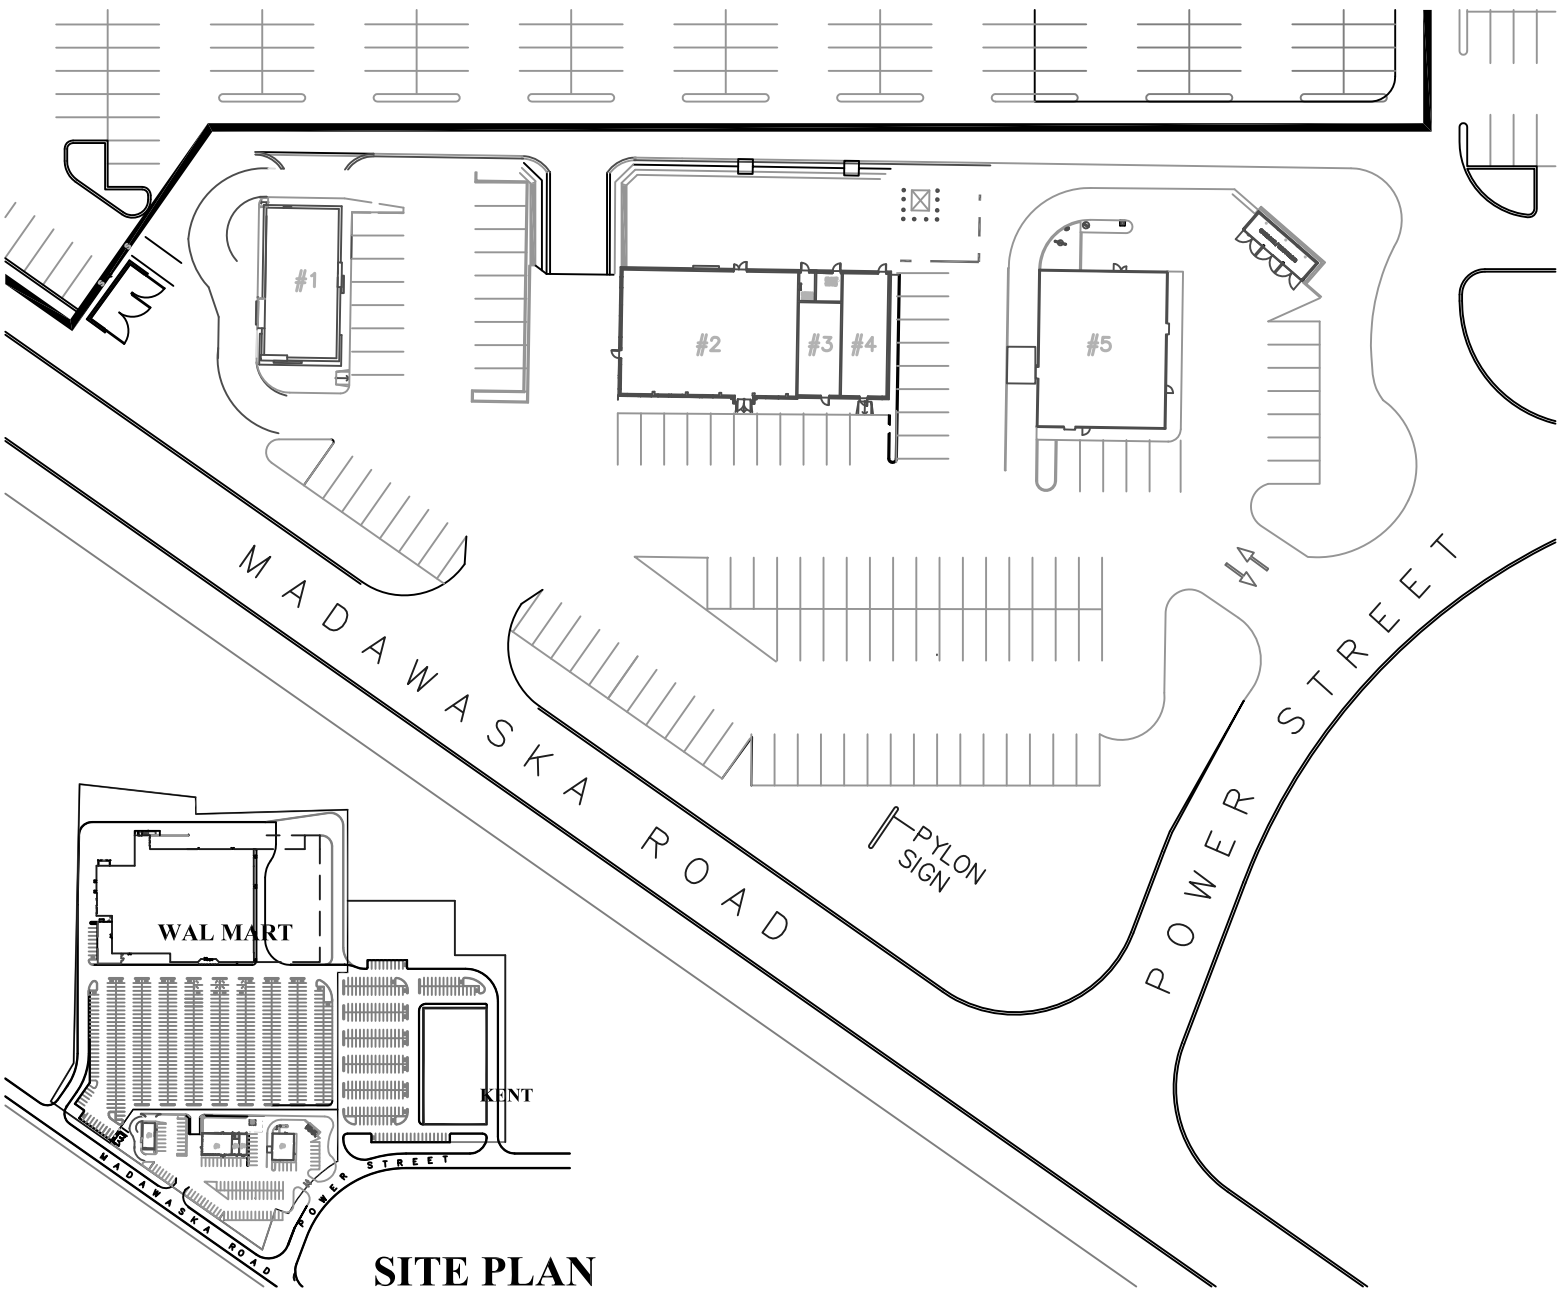 #1
#2
#3
#4
#5
MADAWASKA ROAD
POWER STREET
PYLON
SIGN
WAL MART
KENT
MADAWASKA ROAD
POWER STREET
SITE PLAN